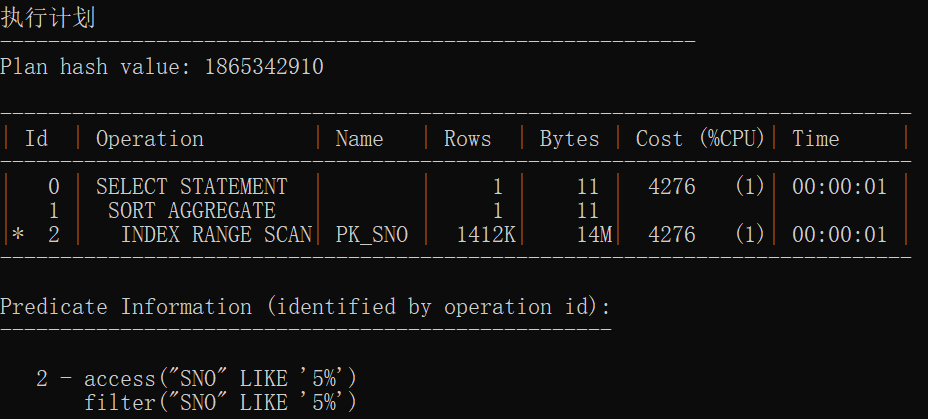 执行计划
----------------------------------------------------------
Plan hash value: 1865342910
----------------------------------------------------------------------------
| Id  | Operation         | Name   | Rows  | Bytes | Cost (%CPU)| Time     |
----------------------------------------------------------------------------
|   0 | SELECT STATEMENT  |        |     1 |    11 |  4276   (1)| 00:00:01 |
|   1 |  SORT AGGREGATE   |        |     1 |    11 |            |          |
|*  2 |   INDEX RANGE SCAN| PK_SNO |  1412K|    14M|  4276   (1)| 00:00:01 |
----------------------------------------------------------------------------
Predicate Information (identified by operation id):
---------------------------------------------------
2 - access("SNO" LIKE '5%')
filter("SNO" LIKE '5%')